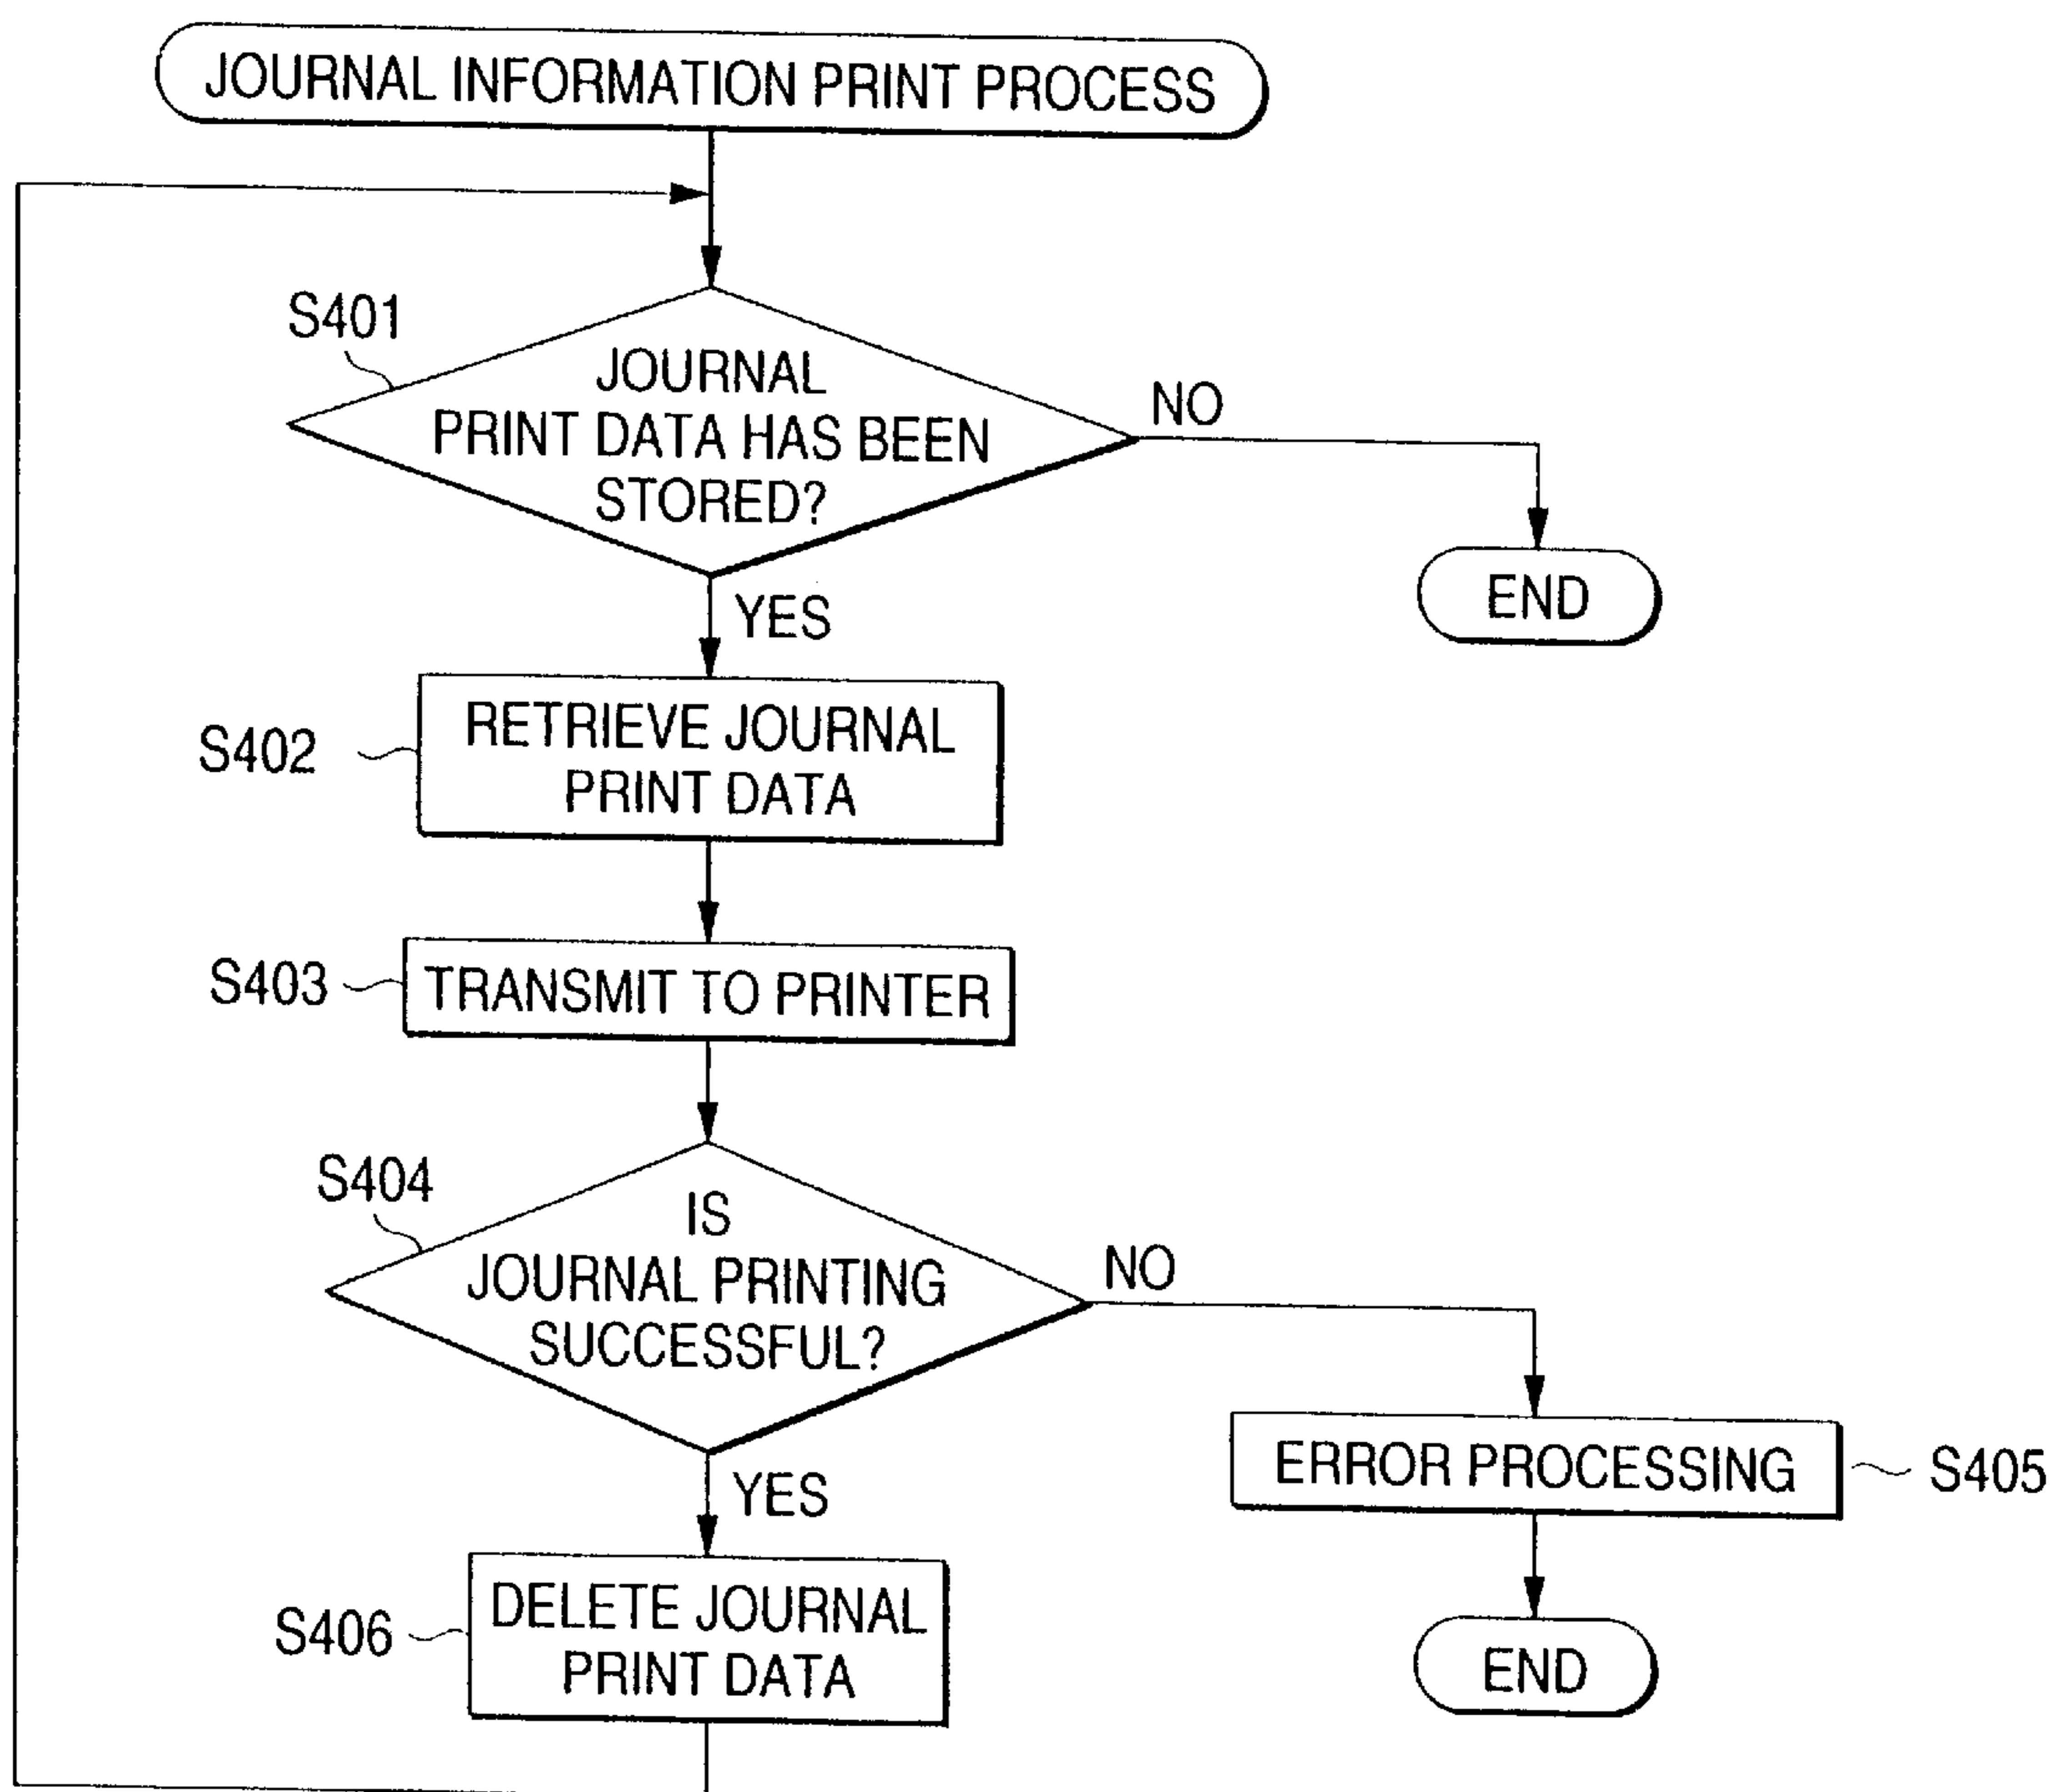 JOURNAL INFORMATION PRINT PROCESS
S401
JOURNAL
PRINT DATA HAS BEEN
STORED?
NO
END
YES
S402
RETRIEVE JOURNAL
PRINT DATA
S403
TRANSMIT TO PRINTER
S404
IS
JOURNAL PRINTING
SUCCESSFUL?
NO
ERROR PROCESSING
S405
YES
END
S406
DELETE JOURNAL
PRINT DATA